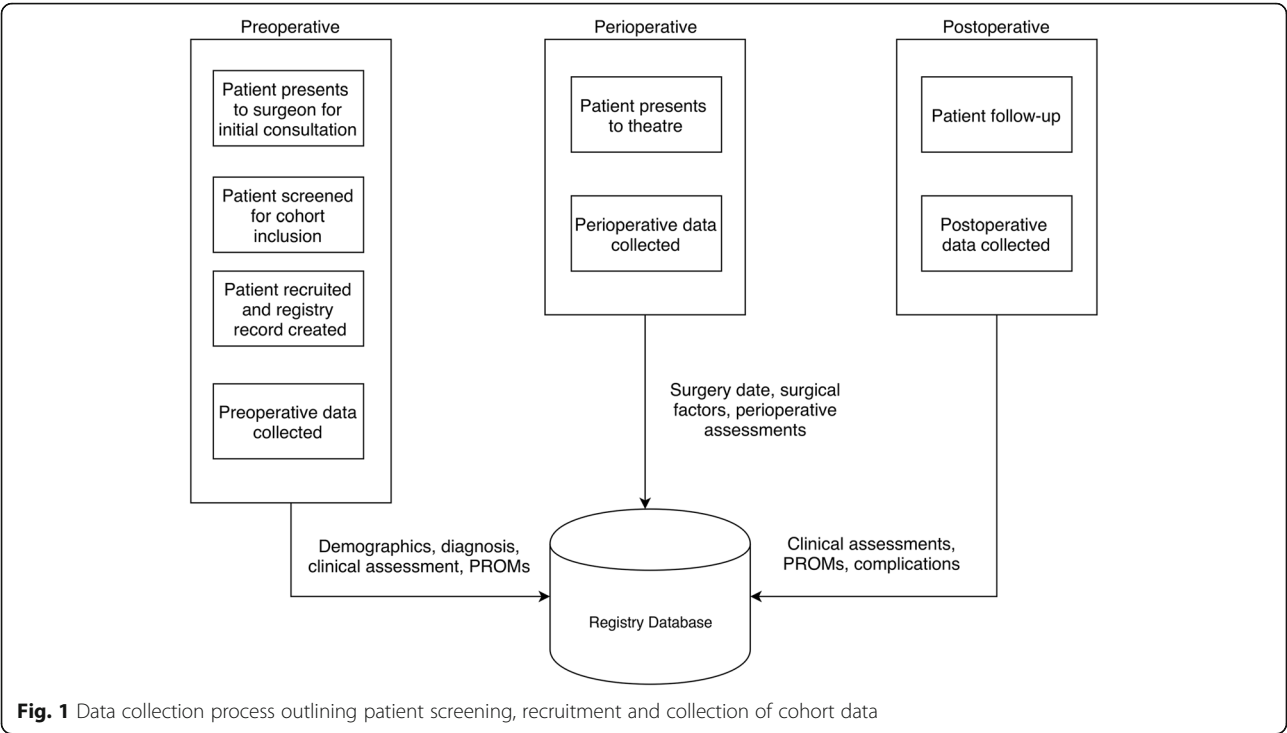 Preoperative
Patient presents
to surgeon for
initial consultation
Patient screened
for cohort
inclusion
Patient recruited
and registry
record created
Preoperative data
collected
Perioperative
Patient presents
to theatre
Perioperative data
collected
Postoperative
Patient follow-up
Postoperative
data collected
Surgery date, surgical
factors, perioperative
assessments
Demographics, diagnosis,
clinical assessment, PROMs
Clinical assessments,
PROMs, complications
Registry Database
Fig. 1 Data collection process outlining patient screening, recruitment and collection of cohort data